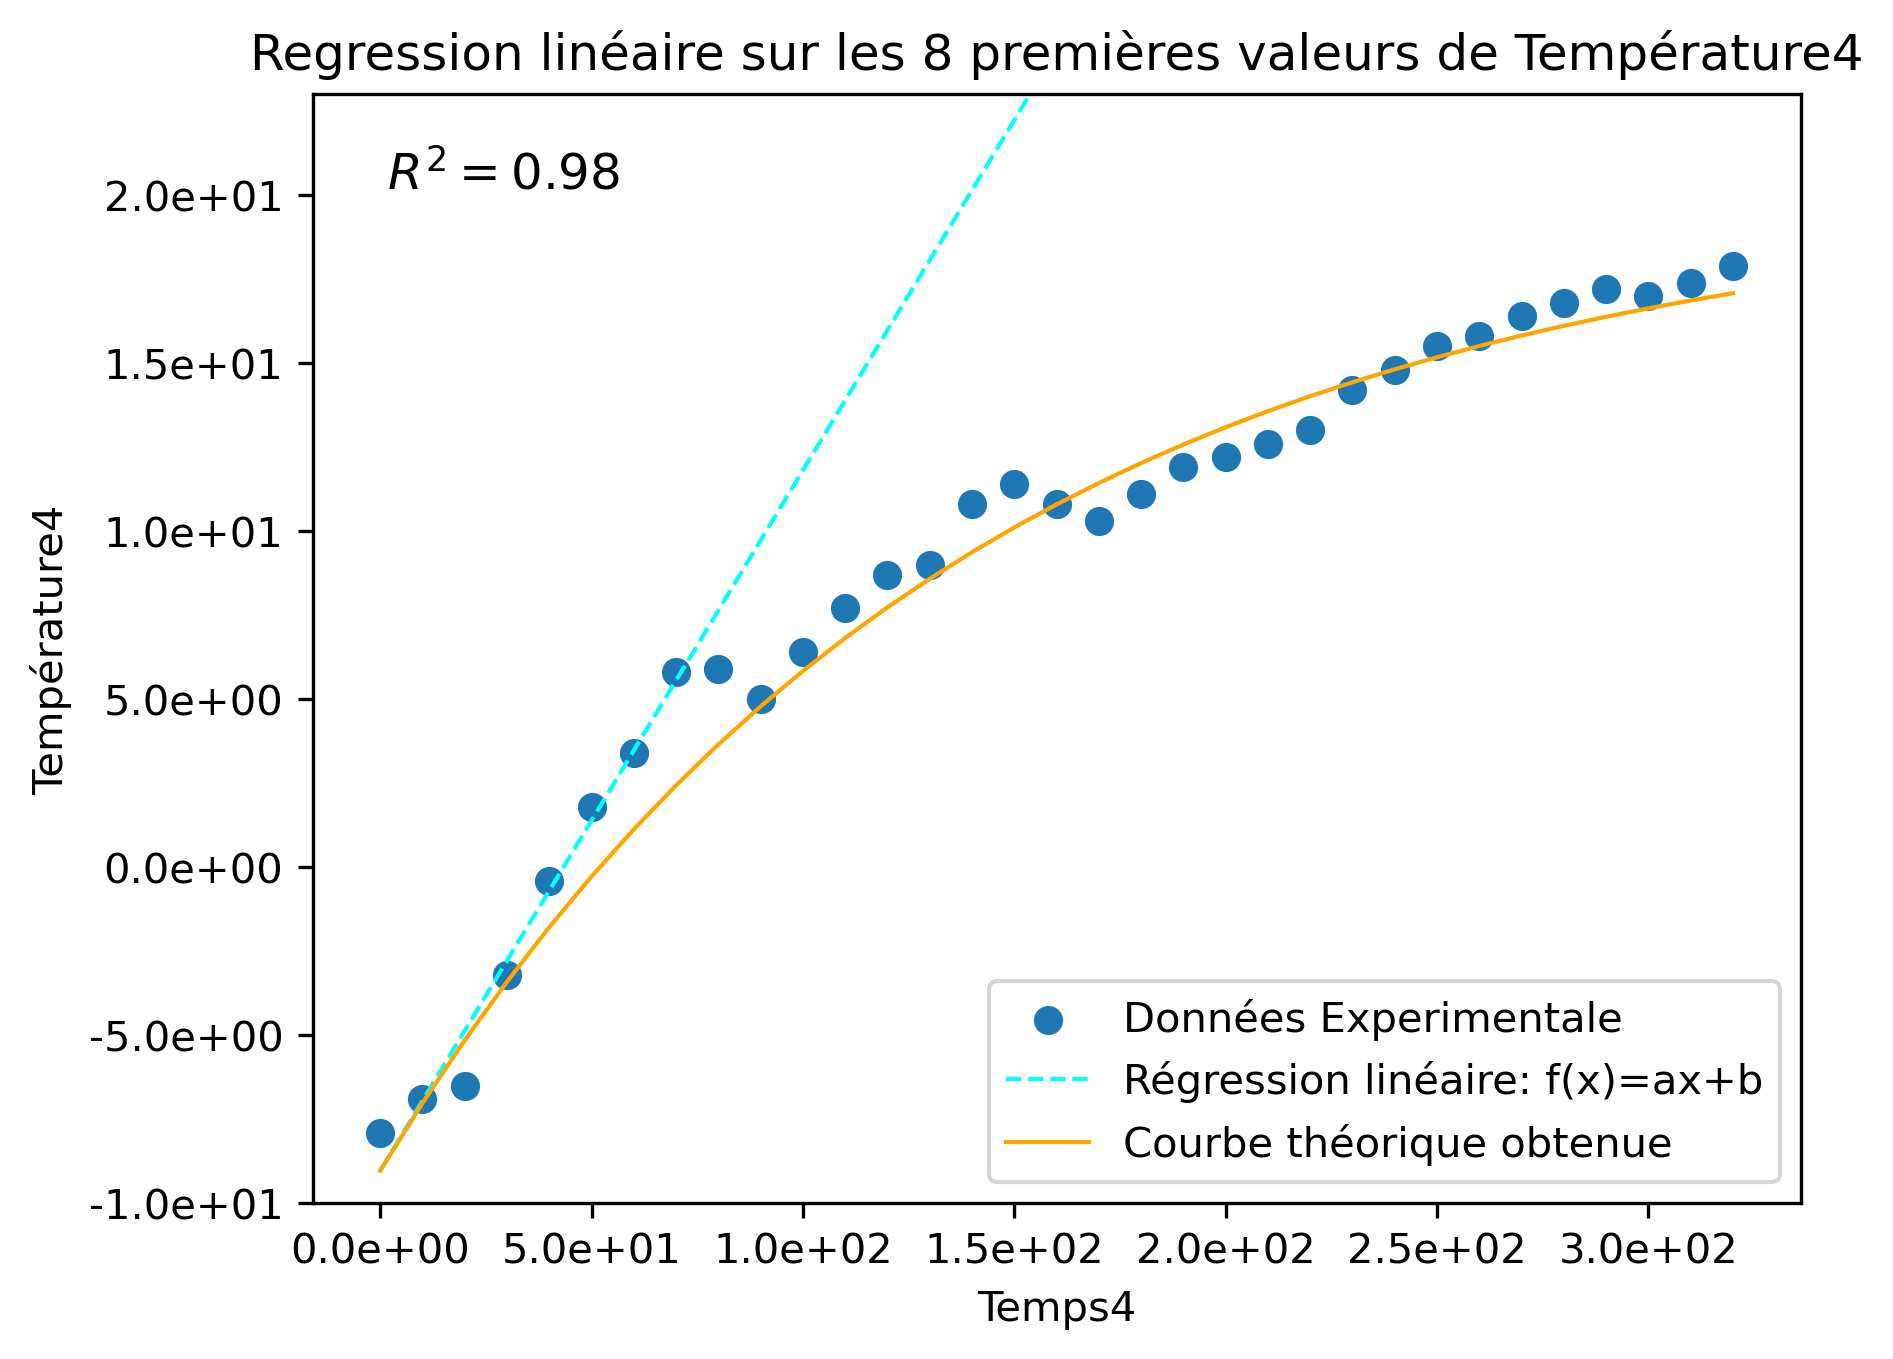 Regression linéaire sur les 8 premières valeurs de Température4
R² = 0.98
2.0e+01
1.5e+01
1.0e+01
5.0e+00
0.0e+00
-5.0e+00
-1.0e+01
Température4
Données Experimentale
Régression linéaire: f(x)=ax+b
Courbe théorique obtenue
0.0e+00 5.0e+01 1.0e+02 1.5e+02 2.0e+02 2.5e+02 3.0e+02
Temps4